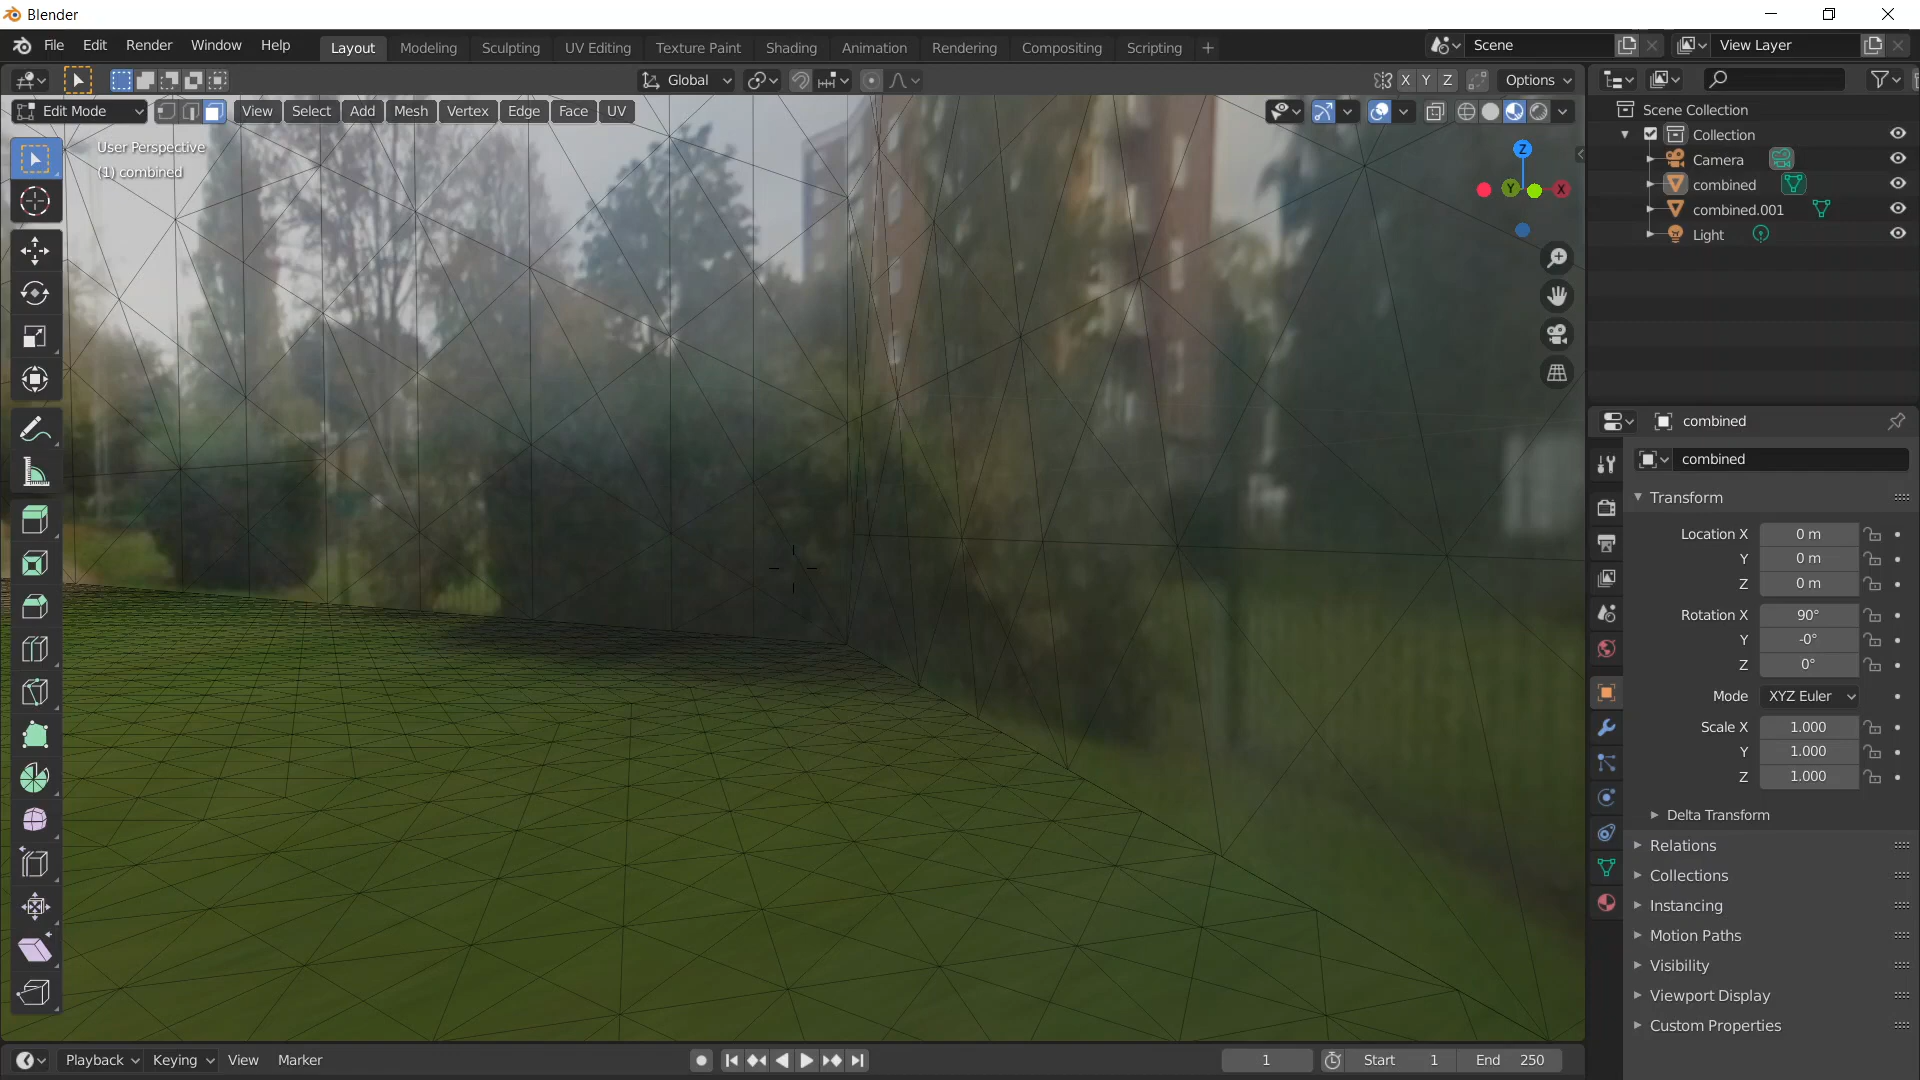 Blender
File Edit Render Window Help Layout Modeling Sculpting UV Editing Texture Paint Shading Animation Rendering Compositing Scripting + Scene View Layer
Global X Y Z Options
Edit Mode View Select Add Mesh Vertex Edge Face UV
User Perspective
(1) combined
Z
Y X
Scene Collection
Collection
Camera
combined
combined.001
Light
combined
combined
Transform
Location X 0 m
Y 0 m
Z 0 m
Rotation X 90°
Y -0°
Z 0°
Mode XYZ Euler
Scale X 1.000
Y 1.000
Z 1.000
Delta Transform
Relations
Collections
Instancing
Motion Paths
Visibility
Viewport Display
Custom Properties
Playback Keying View Marker 1 Start 1 End 250